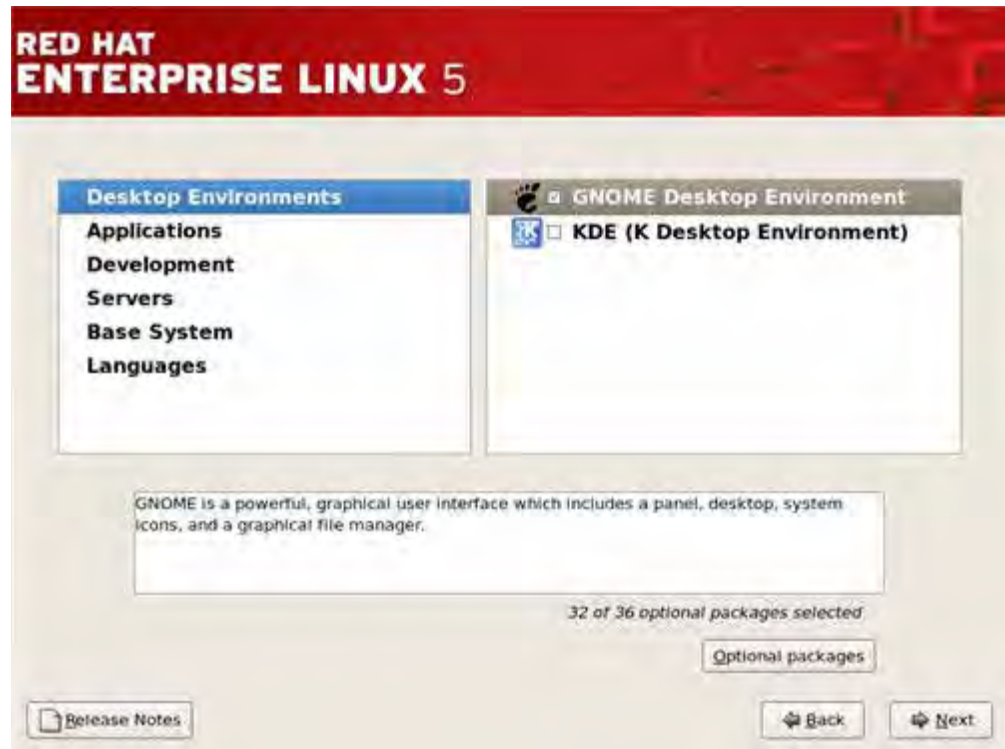 RED HAT
ENTERPRISE LINUX 5
Desktop Environments
Applications
Development
Servers
Base System
Languages
GNOME Desktop Environment
KDE (K Desktop Environment)
GNOME is a powerful, graphical user interface which includes a panel, desktop, system
icons, and a graphical file manager.
32 of 36 optional packages selected
Optional packages
Release Notes
Back
Next